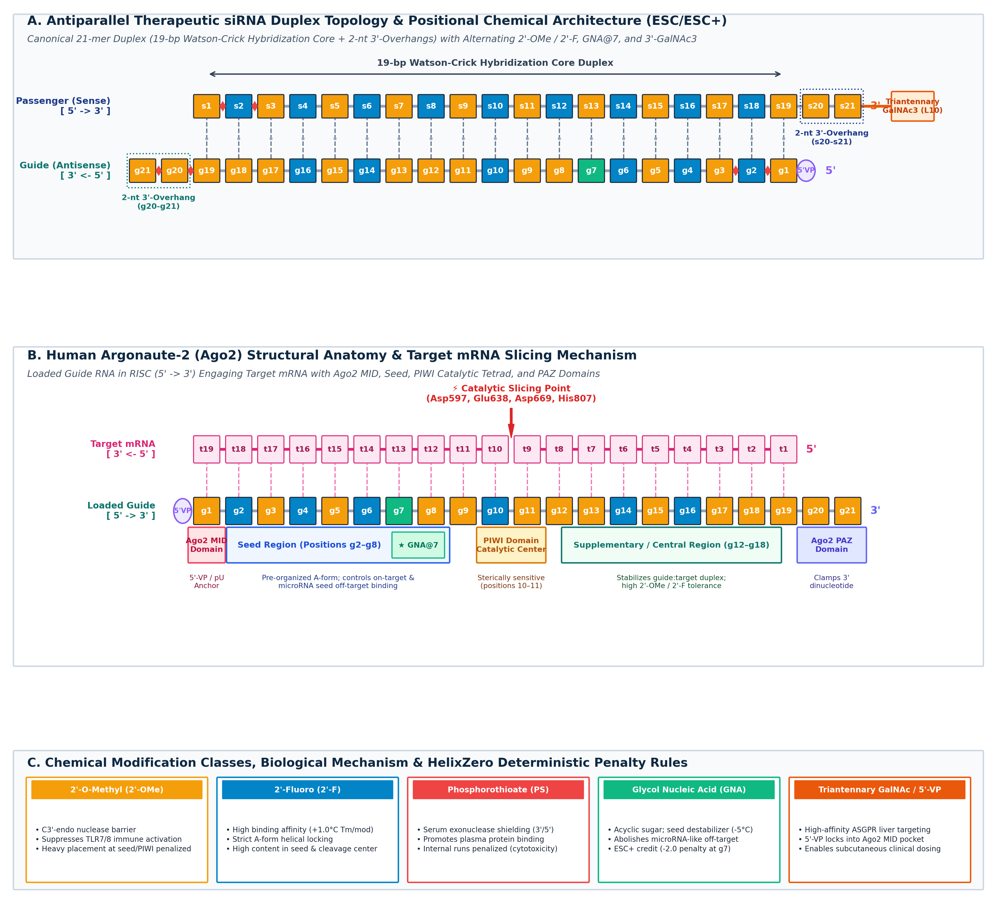 A. Antiparallel Therapeutic siRNA Duplex Topology & Positional Chemical Architecture (ESC/ESC+)
Canonical 21-mer Duplex (19-bp Watson-Crick Hybridization Core + 2-nt 3'-Overhangs) with Alternating 2'-OMe / 2'-F, GNA@7, and 3'-GalNAc3
19-bp Watson-Crick Hybridization Core Duplex
Passenger (Sense)
[ 5' -> 3' ]
s1 s2 s3 s4 s5 s6 s7 s8 s9 s10 s11 s12 s13 s14 s15 s16 s17 s18 s19 s20 s21 3'
Triantennary
GalNAc3 (L10)
2-nt 3'-Overhang
(s20-s21)
Guide (Antisense)
[ 3' <- 5' ]
g21 g20 g19 g18 g17 g16 g15 g14 g13 g12 g11 g10 g9 g8 g7 g6 g5 g4 g3 g2 g1 5'VP 5'
2-nt 3'-Overhang
(g20-g21)
B. Human Argonaute-2 (Ago2) Structural Anatomy & Target mRNA Slicing Mechanism
Loaded Guide RNA in RISC (5' -> 3') Engaging Target mRNA with Ago2 MID, Seed, PIWI Catalytic Tetrad, and PAZ Domains
⚡ Catalytic Slicing Point
(Asp597, Glu638, Asp669, His807)
Target mRNA
[ 3' <- 5' ]
t19 t18 t17 t16 t15 t14 t13 t12 t11 t10 t9 t8 t7 t6 t5 t4 t3 t2 t1 5'
Loaded Guide
[ 5' -> 3' ]
5'VP g1 g2 g3 g4 g5 g6 g7 g8 g9 g10 g11 g12 g13 g14 g15 g16 g17 g18 g19 g20 g21 3'
Ago2 MID
Domain
Seed Region (Positions g2–g8)
★ GNA@7
PIWI Domain
Catalytic Center
Supplementary / Central Region (g12–g18)
Ago2 PAZ
Domain
5'-VP / pU
Anchor
Pre-organized A-form; controls on-target &
microRNA seed off-target binding
Sterically sensitive
(positions 10–11)
Stabilizes guide:target duplex;
high 2'-OMe / 2'-F tolerance
Clamps 3'
dinucleotide
C. Chemical Modification Classes, Biological Mechanism & HelixZero Deterministic Penalty Rules
2'-O-Methyl (2'-OMe)
• C3'-endo nuclease barrier
• Suppresses TLR7/8 immune activation
• Heavy placement at seed/PIWI penalized
2'-Fluoro (2'-F)
• High binding affinity (+1.0°C Tm/mod)
• Strict A-form helical locking
• High content in seed & cleavage center
Phosphorothioate (PS)
• Serum exonuclease shielding (3'/5')
• Promotes plasma protein binding
• Internal runs penalized (cytotoxicity)
Glycol Nucleic Acid (GNA)
• Acyclic sugar; seed destabilizer (-5°C)
• Abolishes microRNA-like off-target
• ESC+ credit (-2.0 penalty at g7)
Triantennary GalNAc / 5'-VP
• High-affinity ASGPR liver targeting
• 5'-VP locks into Ago2 MID pocket
• Enables subcutaneous clinical dosing